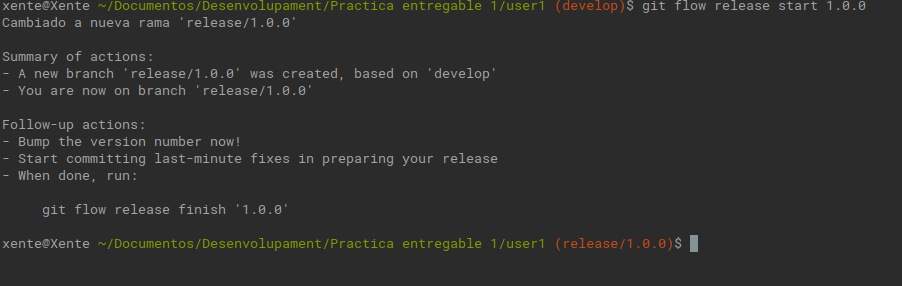 xente@Xente ~/Documentos/Desenvolupament/Practica entregable 1/user1 (develop)$ git flow release start 1.0.0
Cambiado a nueva rama 'release/1.0.0'
Summary of actions:
- A new branch 'release/1.0.0' was created, based on 'develop'
- You are now on branch 'release/1.0.0'
Follow-up actions:
- Bump the version number now!
- Start committing last-minute fixes in preparing your release
- When done, run:
git flow release finish '1.0.0'
xente@Xente ~/Documentos/Desenvolupament/Practica entregable 1/user1 (release/1.0.0)$